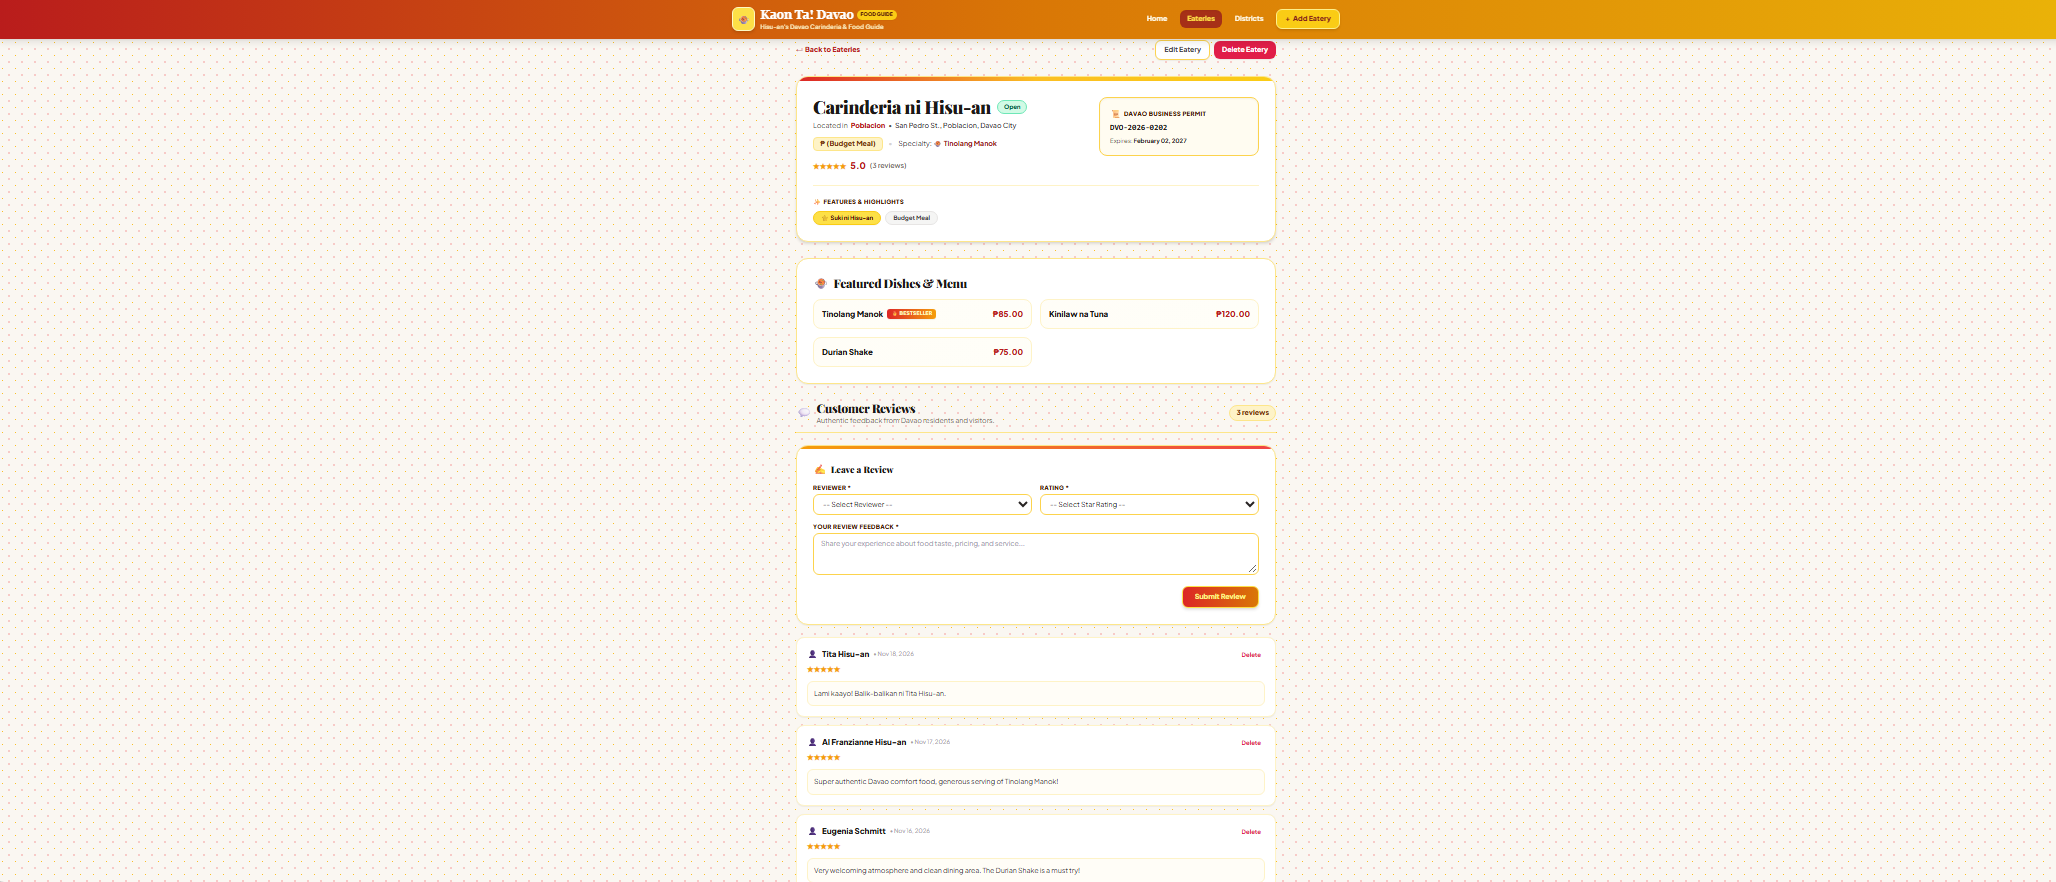 Kaon Ta! Davao FOOD GUIDE
Hisu-an's Davao Carinderia & Food Guide
Home Eateries Districts + Add Eatery
← Back to Eateries
Edit Eatery Delete Eatery
Carinderia ni Hisu-an Open
Located in Poblacion • San Pedro St., Poblacion, Davao City
₱ (Budget Meal) • Specialty: Tinolang Manok
★★★★★ 5.0 (3 reviews)
DAVAO BUSINESS PERMIT
DVO-2026-0202
Expires: February 02, 2027
FEATURES & HIGHLIGHTS
Suki ni Hisu-an Budget Meal
Featured Dishes & Menu
Tinolang Manok BESTSELLER ₱85.00
Kinilaw na Tuna ₱120.00
Durian Shake ₱75.00
Customer Reviews
Authentic feedback from Davao residents and visitors.
3 reviews
Leave a Review
REVIEWER * RATING *
-- Select Reviewer -- -- Select Star Rating --
YOUR REVIEW FEEDBACK *
Share your experience about food taste, pricing, and service...
Submit Review
Tita Hisu-an • Nov 18, 2026 Delete
★★★★★
Lami kaayo! Balik-balikan ni Tita Hisu-an.
Al Franzianne Hisu-an • Nov 17, 2026 Delete
★★★★★
Super authentic Davao comfort food, generous serving of Tinolang Manok!
Eugenia Schmitt • Nov 16, 2026 Delete
★★★★★
Very welcoming atmosphere and clean dining area. The Durian Shake is a must try!